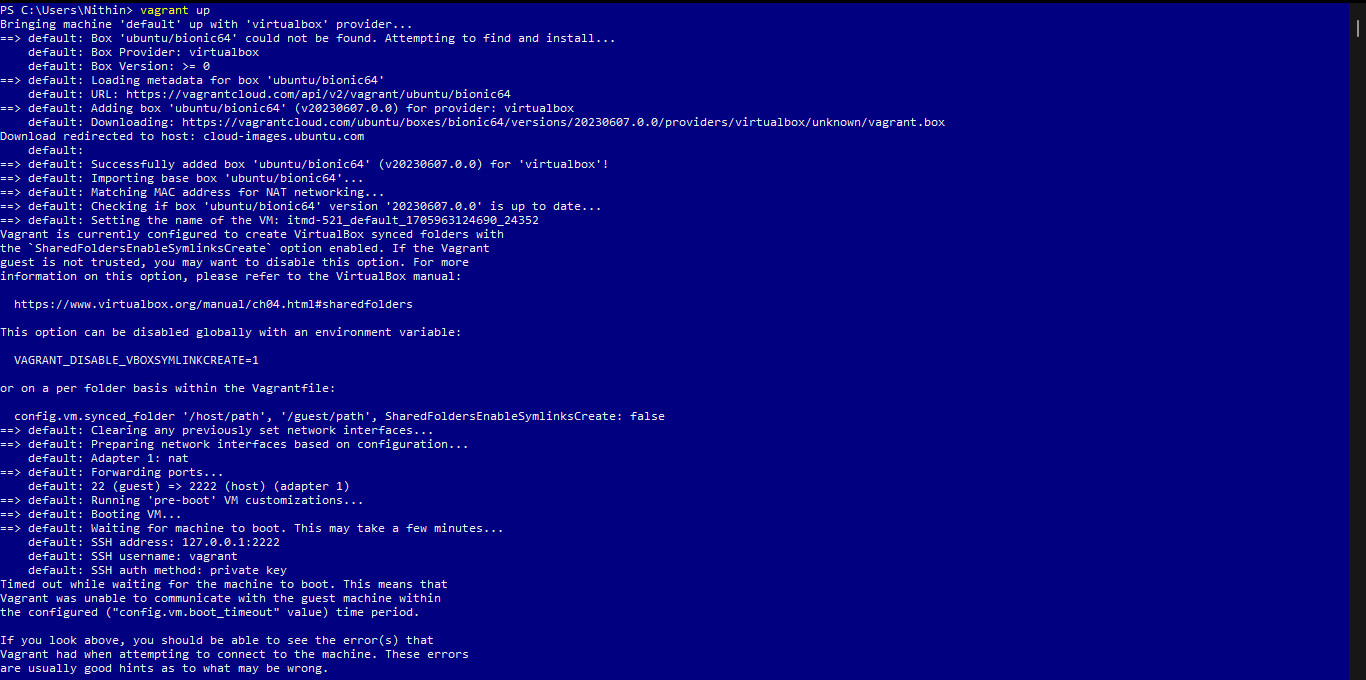 PS C:\Users\Nithin> vagrant up
Bringing machine 'default' up with 'virtualbox' provider...
==> default: Box 'ubuntu/bionic64' could not be found. Attempting to find and install...
    default: Box Provider: virtualbox
    default: Box Version: >= 0
==> default: Loading metadata for box 'ubuntu/bionic64'
    default: URL: https://vagrantcloud.com/api/v2/vagrant/ubuntu/bionic64
==> default: Adding box 'ubuntu/bionic64' (v20230607.0.0) for provider: virtualbox
    default: Downloading: https://vagrantcloud.com/ubuntu/boxes/bionic64/versions/20230607.0.0/providers/virtualbox/unknown/vagrant.box
Download redirected to host: cloud-images.ubuntu.com
    default:
==> default: Successfully added box 'ubuntu/bionic64' (v20230607.0.0) for 'virtualbox'!
==> default: Importing base box 'ubuntu/bionic64'...
==> default: Matching MAC address for NAT networking...
==> default: Checking if box 'ubuntu/bionic64' version '20230607.0.0' is up to date...
==> default: Setting the name of the VM: itmd-521_default_1705963124690_24352
Vagrant is currently configured to create VirtualBox synced folders with
the `SharedFoldersEnableSymlinksCreate` option enabled. If the Vagrant
guest is not trusted, you may want to disable this option. For more
information on this option, please refer to the VirtualBox manual:

  https://www.virtualbox.org/manual/ch04.html#sharedfolders

This option can be disabled globally with an environment variable:

  VAGRANT_DISABLE_VBOXSYMLINKCREATE=1

or on a per folder basis within the Vagrantfile:

  config.vm.synced_folder '/host/path', '/guest/path', SharedFoldersEnableSymlinksCreate: false
==> default: Clearing any previously set network interfaces...
==> default: Preparing network interfaces based on configuration...
    default: Adapter 1: nat
==> default: Forwarding ports...
    default: 22 (guest) => 2222 (host) (adapter 1)
==> default: Running 'pre-boot' VM customizations...
==> default: Booting VM...
==> default: Waiting for machine to boot. This may take a few minutes...
    default: SSH address: 127.0.0.1:2222
    default: SSH username: vagrant
    default: SSH auth method: private key
Timed out while waiting for the machine to boot. This means that
Vagrant was unable to communicate with the guest machine within
the configured ("config.vm.boot_timeout" value) time period.

If you look above, you should be able to see the error(s) that
Vagrant had when attempting to connect to the machine. These errors
are usually good hints as to what may be wrong.